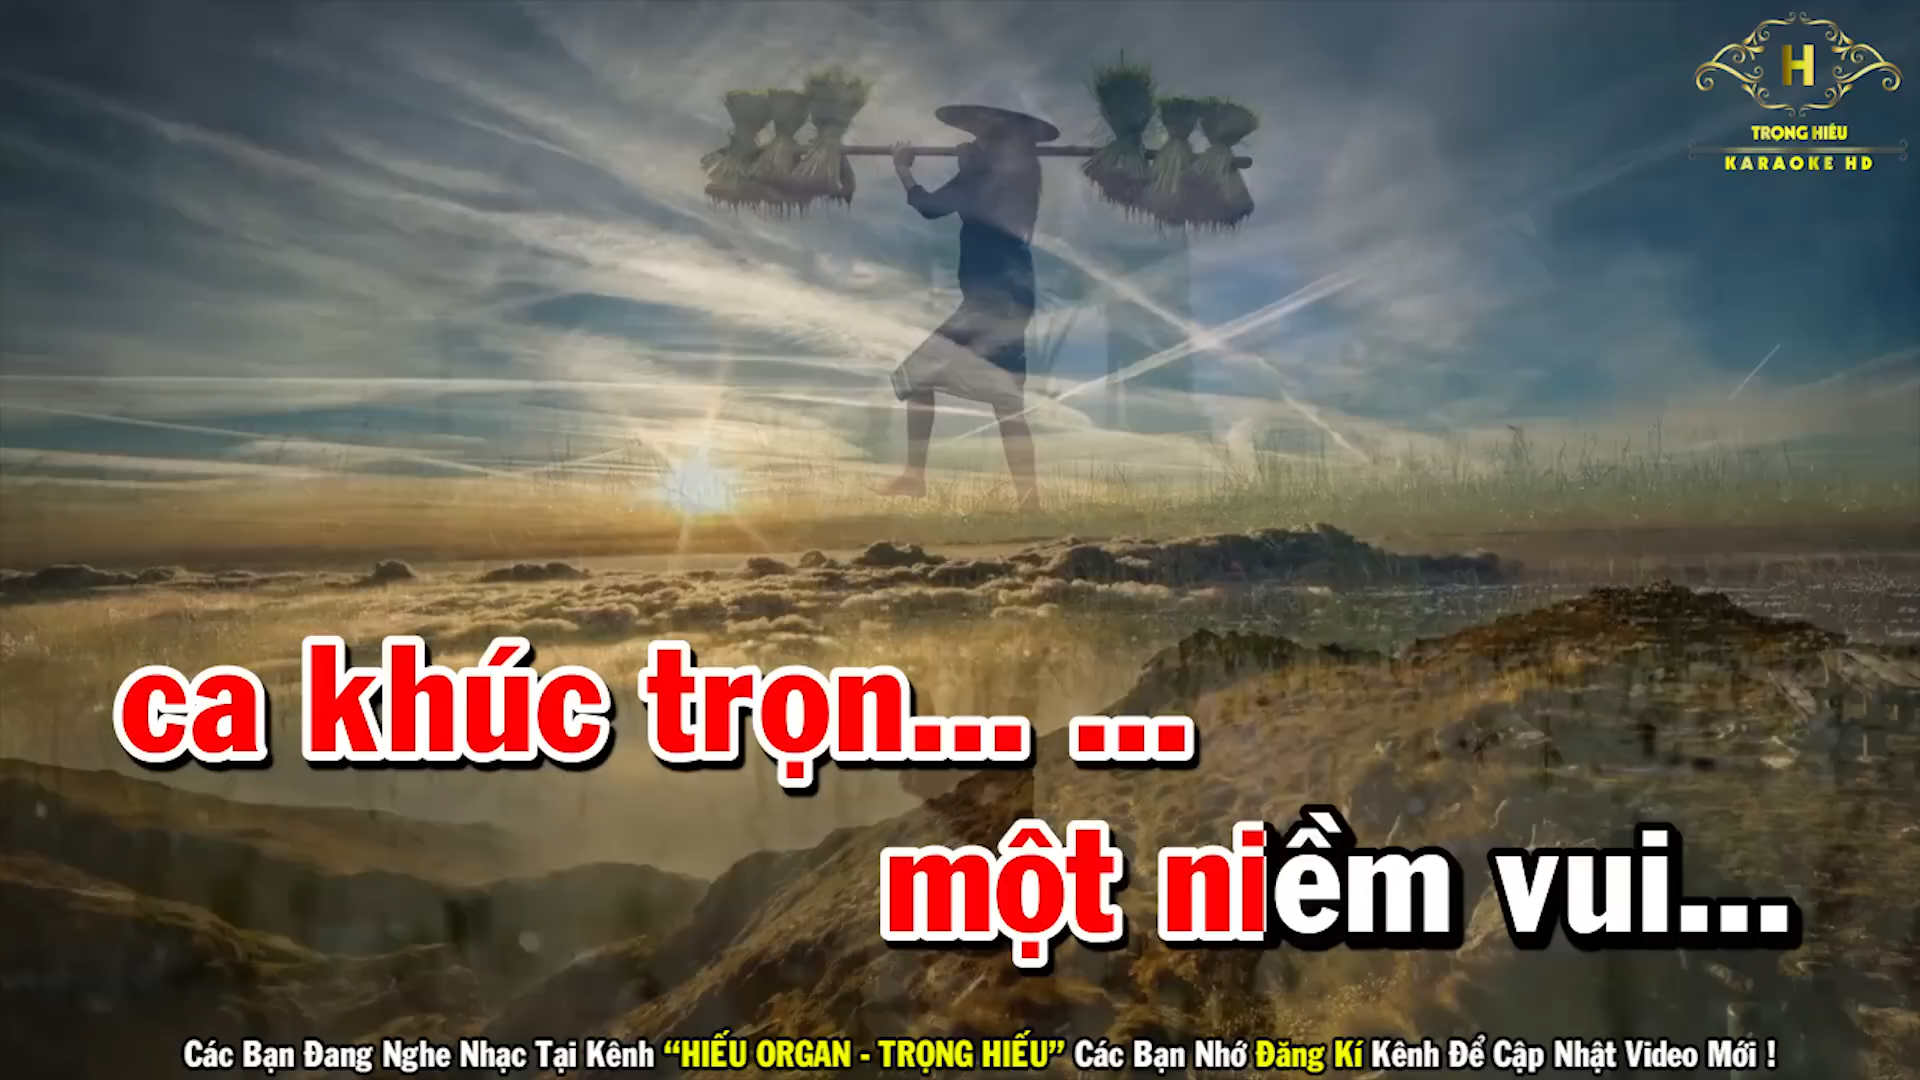 H
TRỌNG HIẾU
KARAOKE HD
ca khúc trọn... ...
một niềm vui...
Các Bạn Đang Nghe Nhạc Tại Kênh “HIẾU ORGAN - TRỌNG HIẾU” Các Bạn Nhớ Đăng Kí Kênh Để Cập Nhật Video Mới !